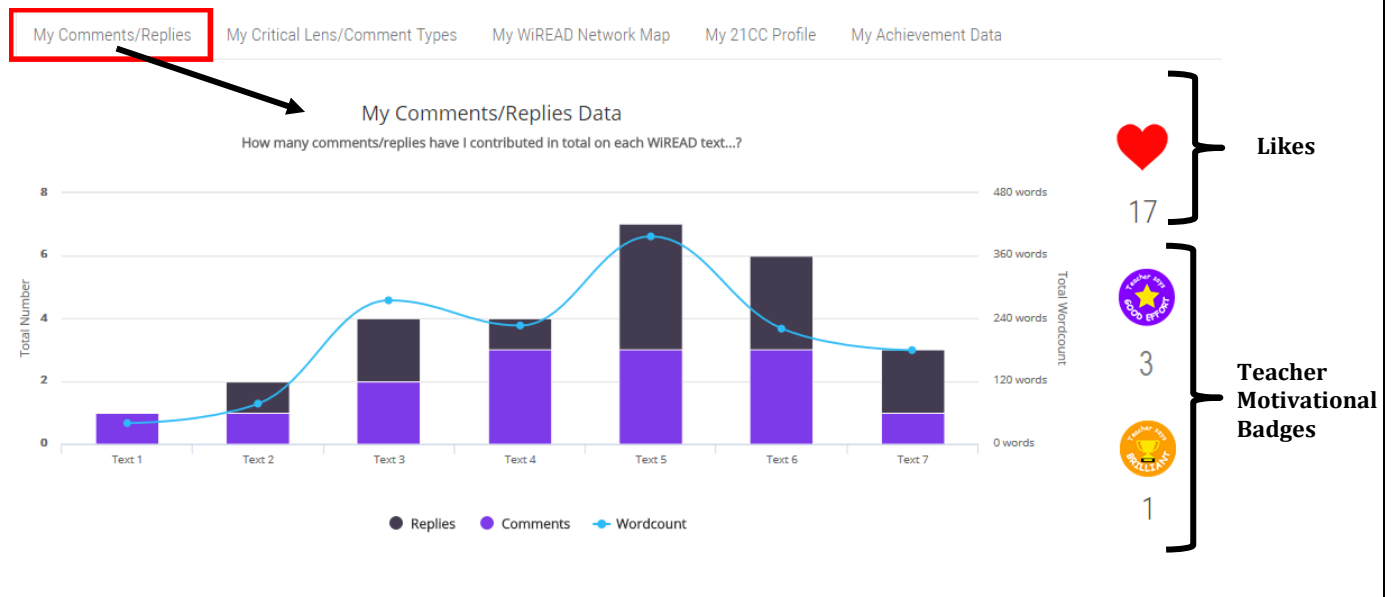 My Comments/Replies My Critical Lens/Comment Types My WiREAD Network Map My 21CC Profile My Achievement Data
My Comments/Replies Data
How many comments/replies have I contributed in total on each WiREAD text...?
Total Number
8
6
4
2
0
480 words
360 words
240 words
120 words
0 words
Total Wordcount
Text 1 Text 2 Text 3 Text 4 Text 5 Text 6 Text 7
Replies Comments Wordcount
17
Likes
Teacher says
GOOD EFFORT
3
Teacher says
BRILLIANT
1
Teacher
Motivational
Badges